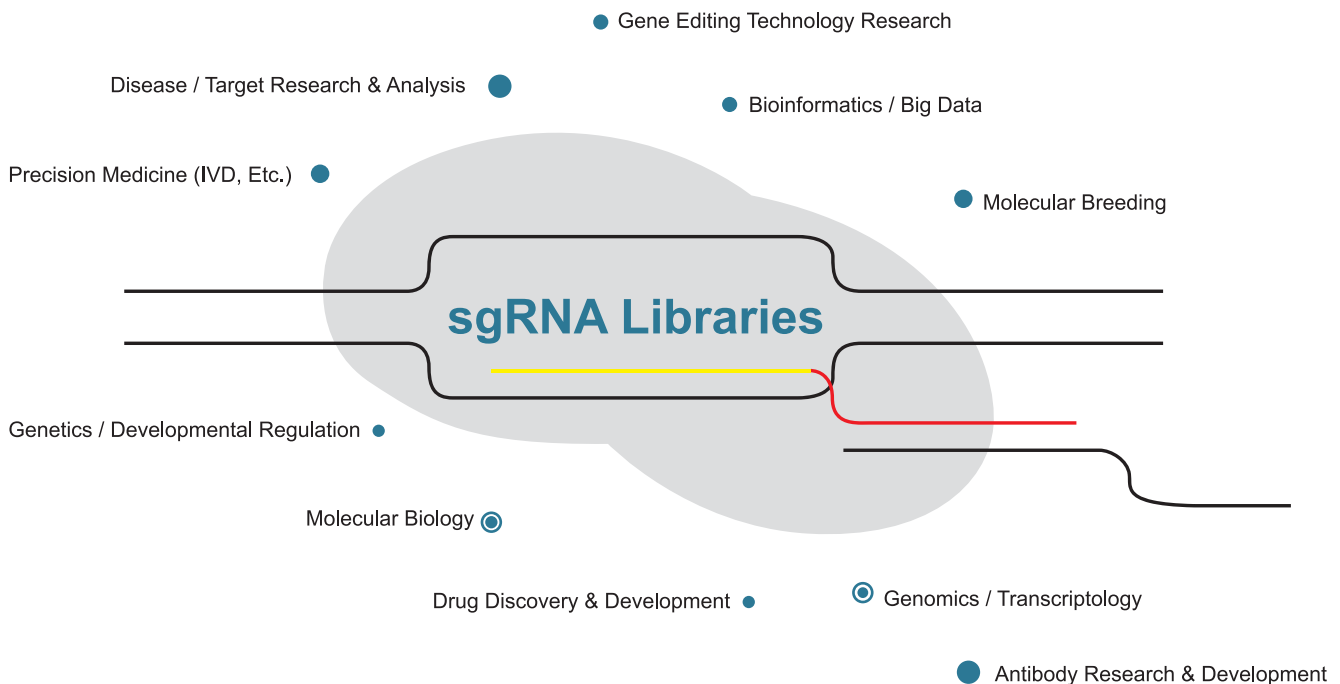 Gene Editing Technology Research
Disease / Target Research & Analysis
Bioinformatics / Big Data
Precision Medicine (IVD, Etc.)
Molecular Breeding
sgRNA Libraries
Genetics / Developmental Regulation
Molecular Biology
Drug Discovery & Development
Genomics / Transcriptology
Antibody Research & Development